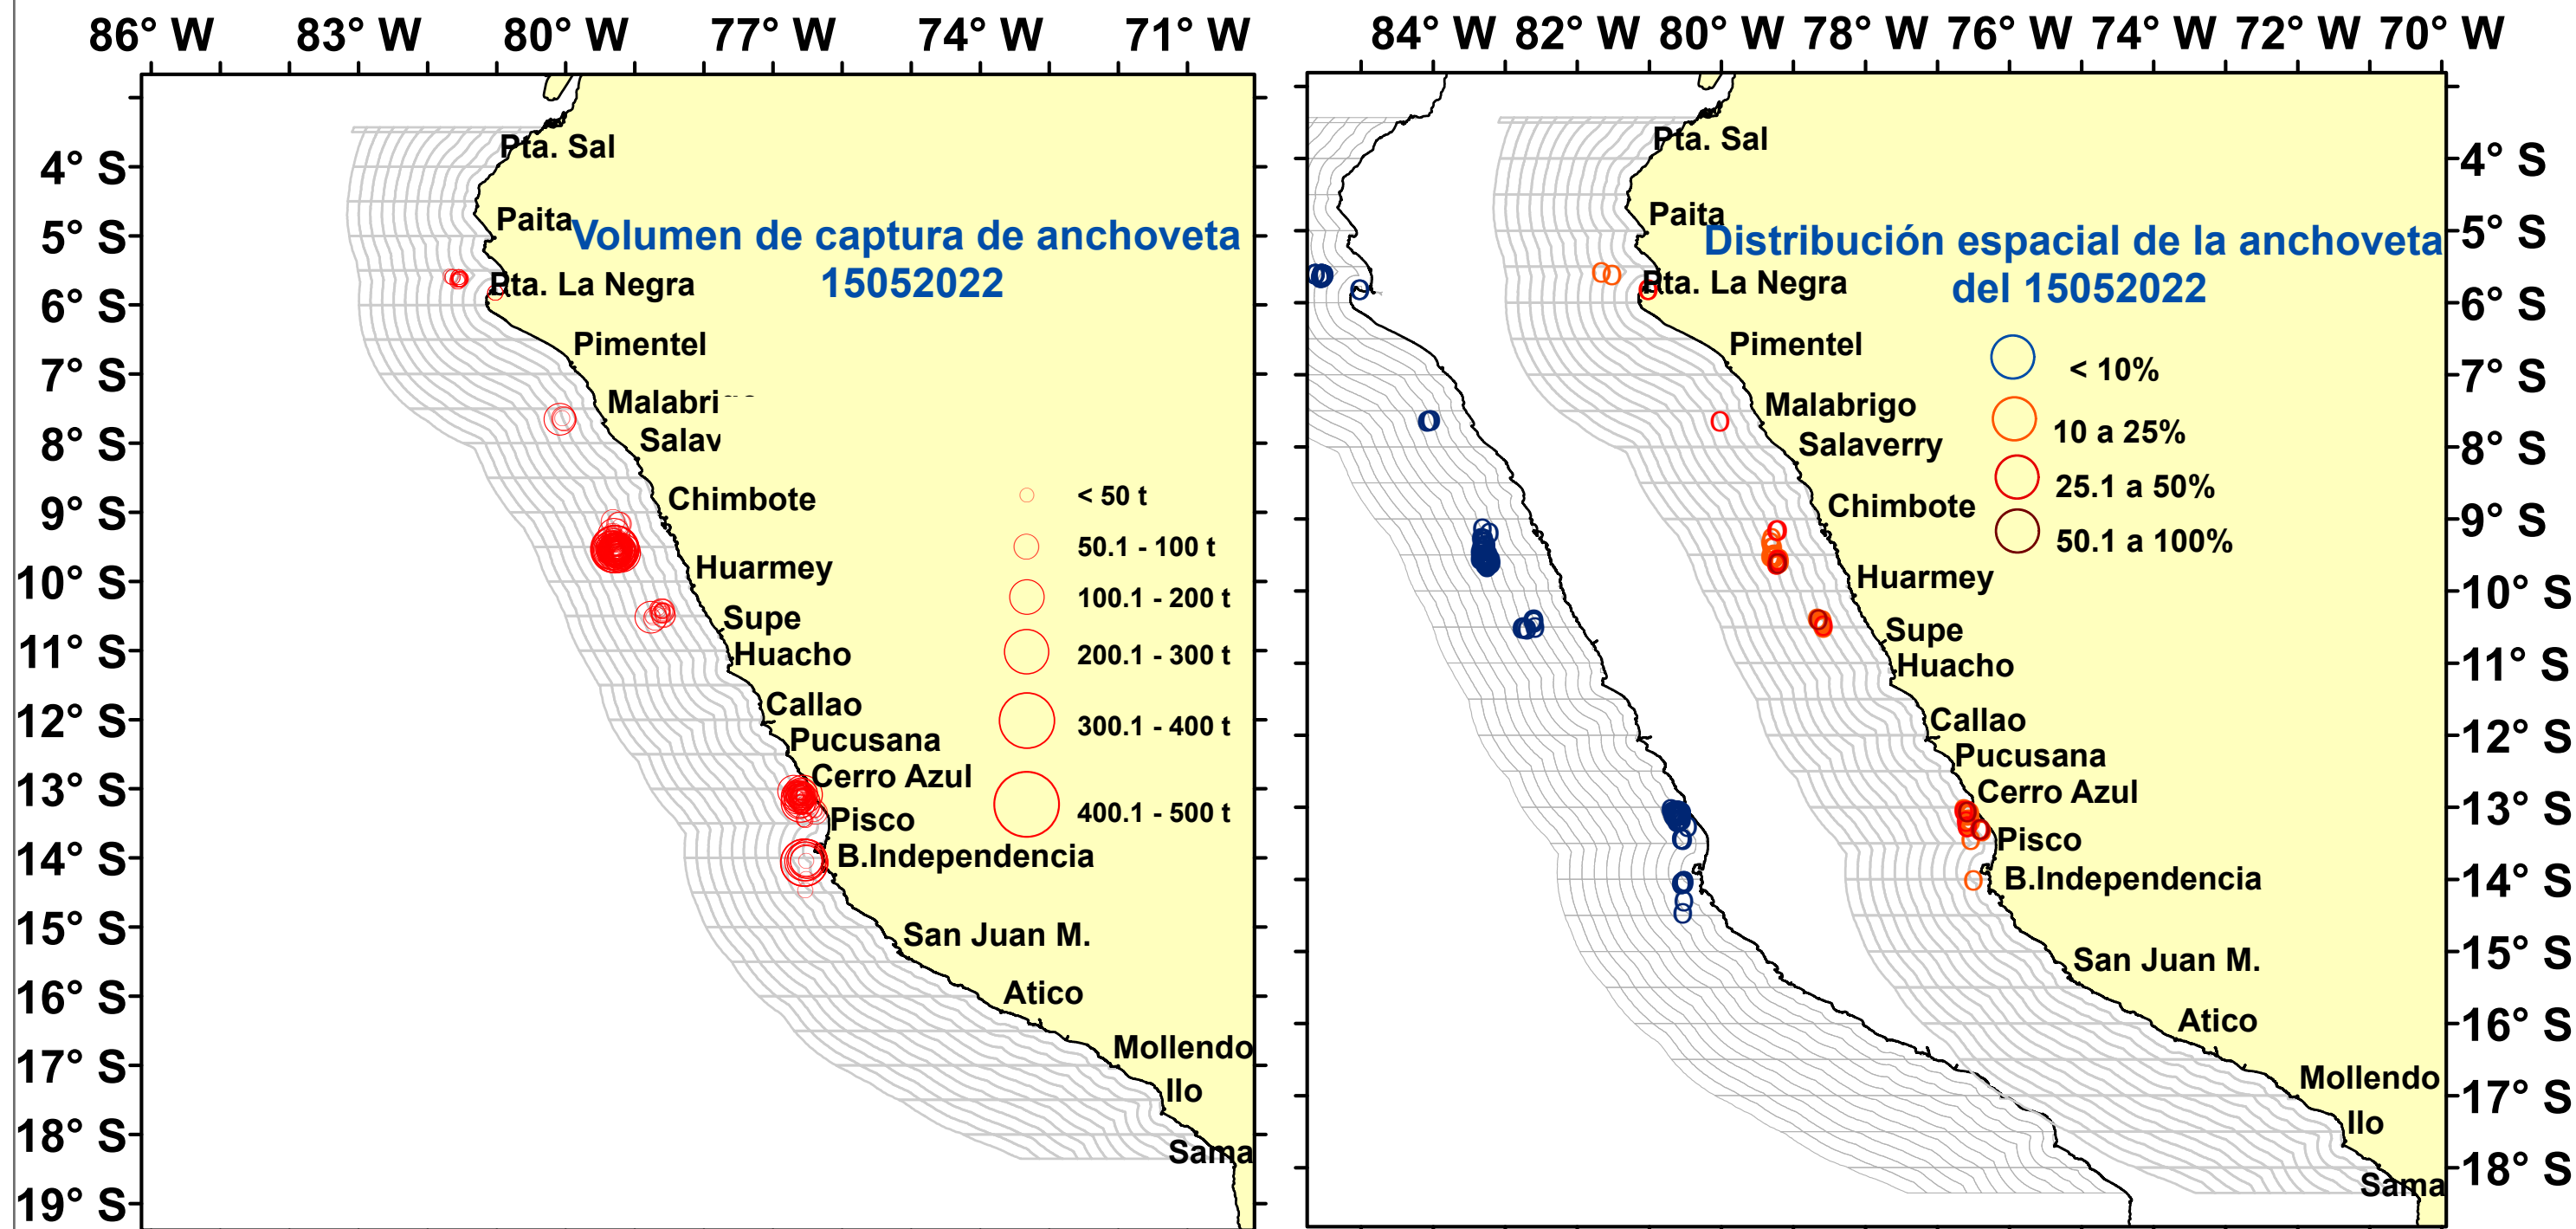 86° W 83° W 80° W 77° W 74° W 71° W
4° S
5° S
6° S
7° S
8° S
9° S
10° S
11° S
12° S
13° S
14° S
15° S
16° S
17° S
18° S
19° S
Volumen de captura de anchoveta
15052022
Pta. Sal
Paita
Pta. La Negra
Pimentel
Malabri
Salav
Chimbote
Huarmey
Supe
Huacho
Callao
Pucusana
Cerro Azul
Pisco
B.Independencia
San Juan M.
Atico
Mollendo
Ilo
Sama
< 50 t
50.1 - 100 t
100.1 - 200 t
200.1 - 300 t
300.1 - 400 t
400.1 - 500 t
84° W 82° W 80° W 78° W 76° W 74° W 72° W 70° W
Distribución espacial de la anchoveta
del 15052022
Pta. Sal
Paita
Pta. La Negra
Pimentel
Malabrigo
Salaverry
Chimbote
Huarmey
Supe
Huacho
Callao
Pucusana
Cerro Azul
Pisco
B.Independencia
San Juan M.
Atico
Mollendo
Ilo
Sama
< 10%
10 a 25%
25.1 a 50%
50.1 a 100%
4° S
5° S
6° S
7° S
8° S
9° S
10° S
11° S
12° S
13° S
14° S
15° S
16° S
17° S
18° S